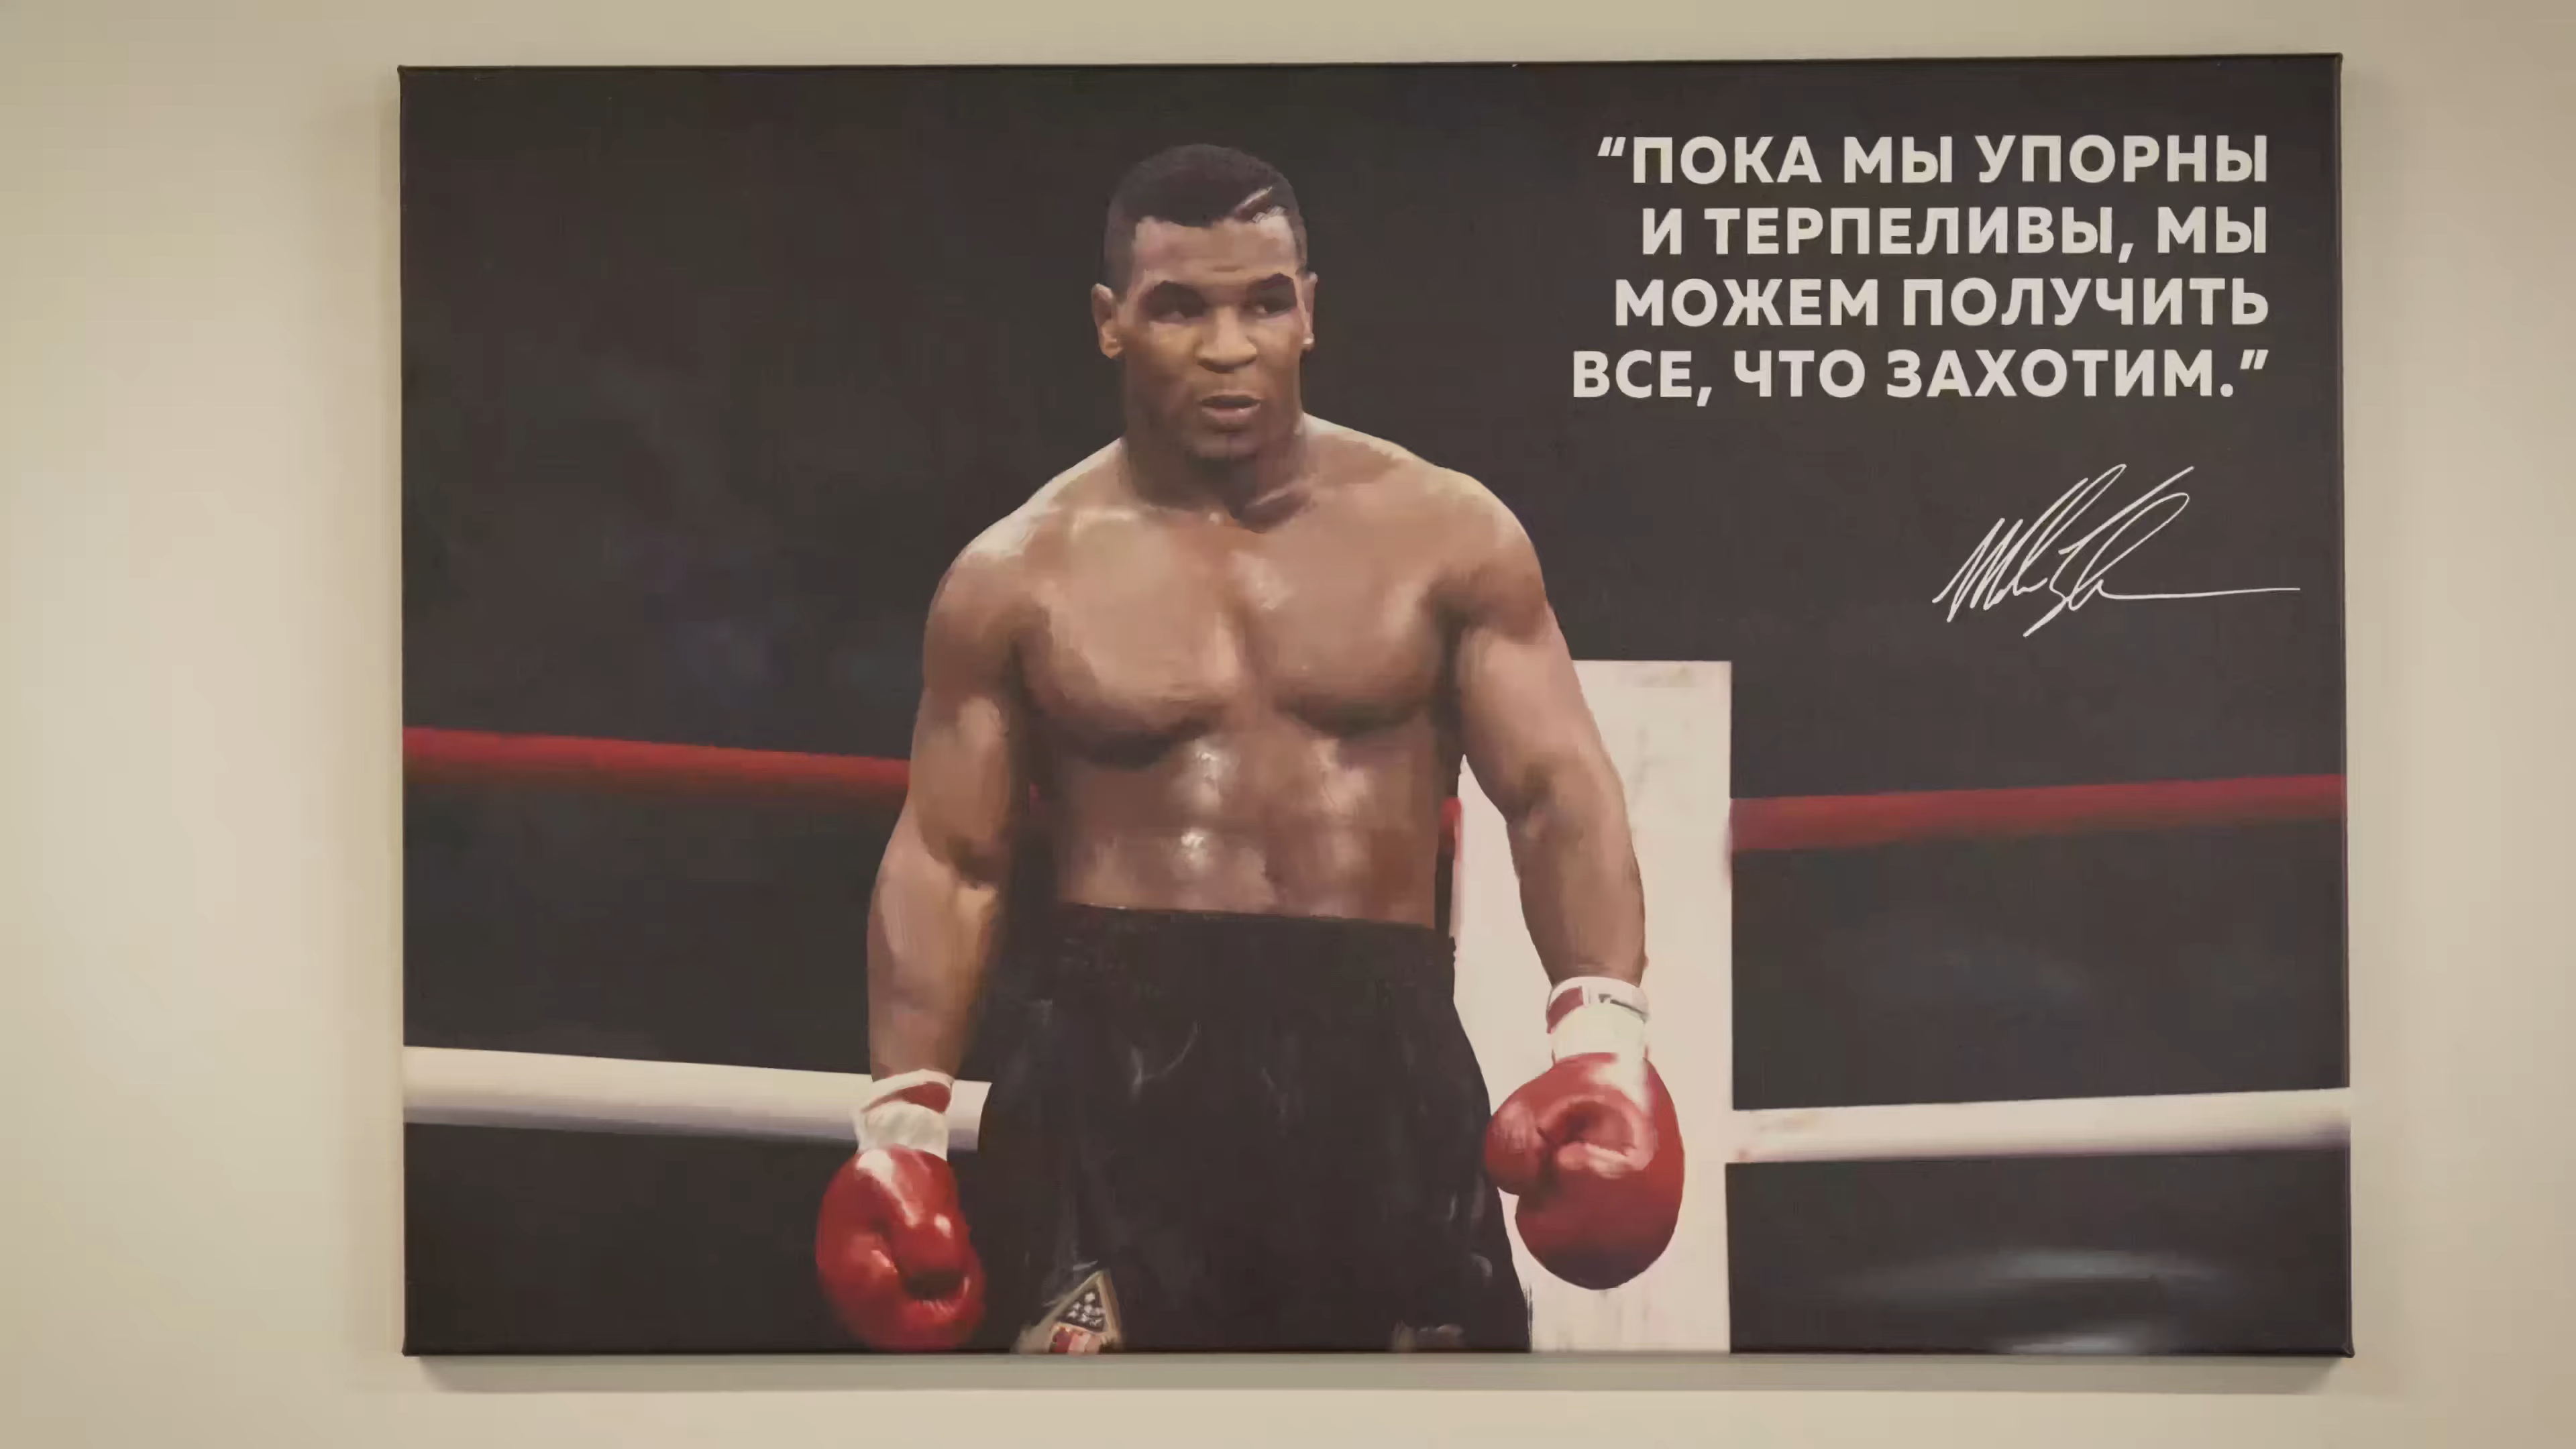 “ПОКА МЫ УПОРНЫ
И ТЕРПЕЛИВЫ, МЫ
МОЖЕМ ПОЛУЧИТЬ
ВСЕ, ЧТО ЗАХОТИМ.”